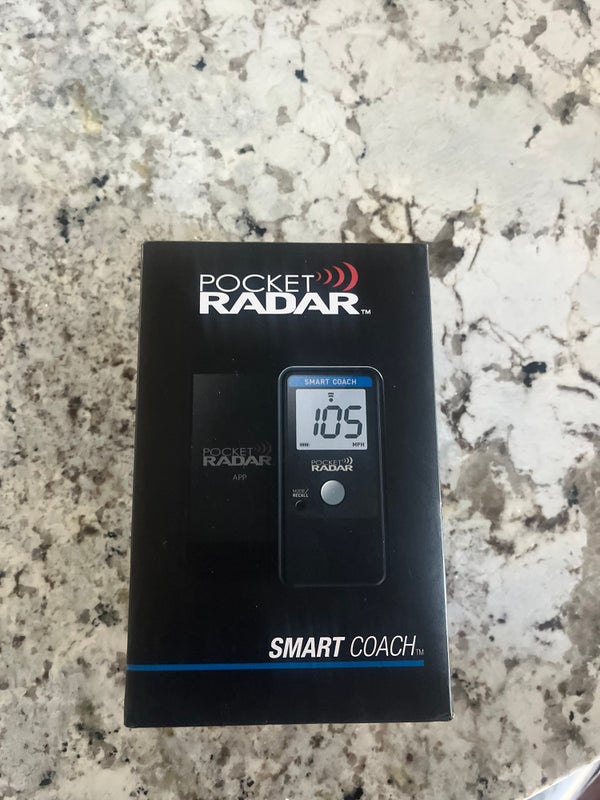 POCKET
RADAR™
SMART COACH
105
MPH
POCKET
RADAR
APP
POCKET
RADAR
MODE/
RECALL
SMART COACH™